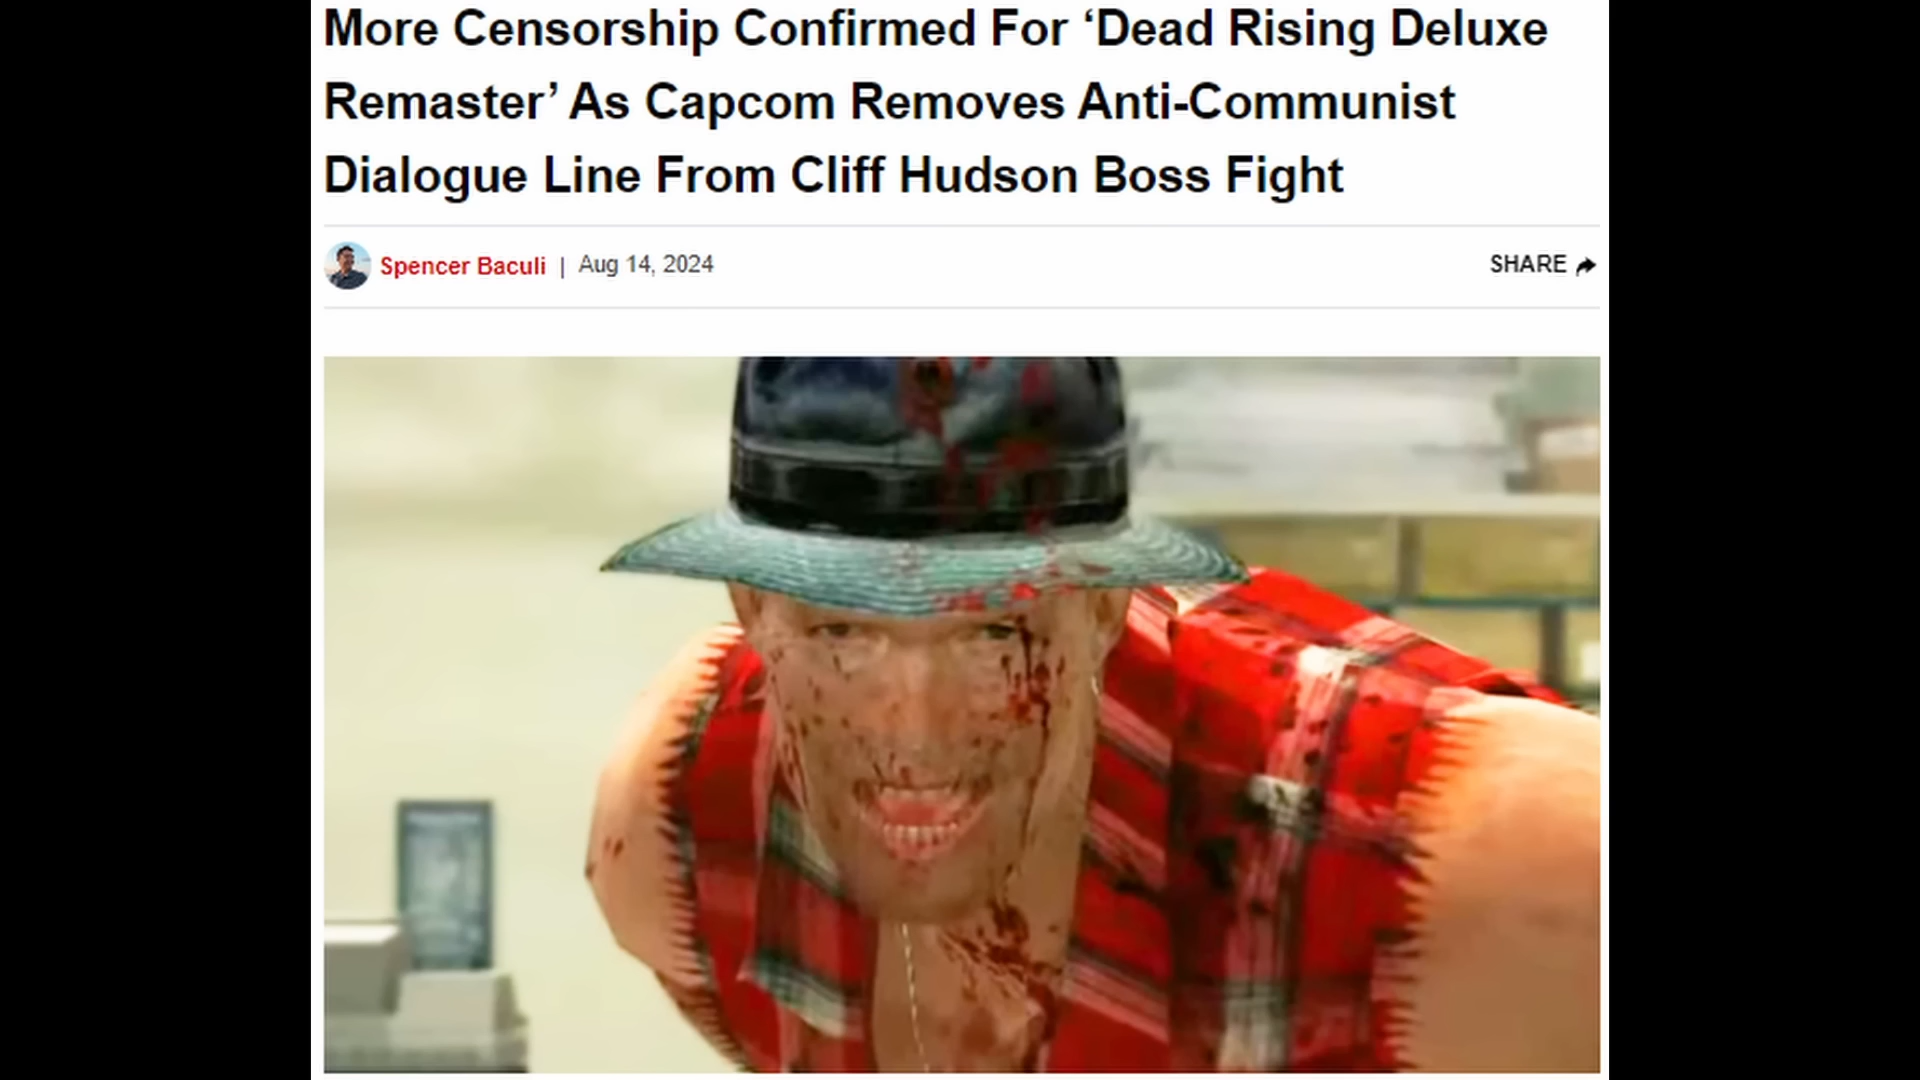 More Censorship Confirmed For ‘Dead Rising Deluxe
Remaster’ As Capcom Removes Anti-Communist
Dialogue Line From Cliff Hudson Boss Fight
Spencer Baculi | Aug 14, 2024
SHARE